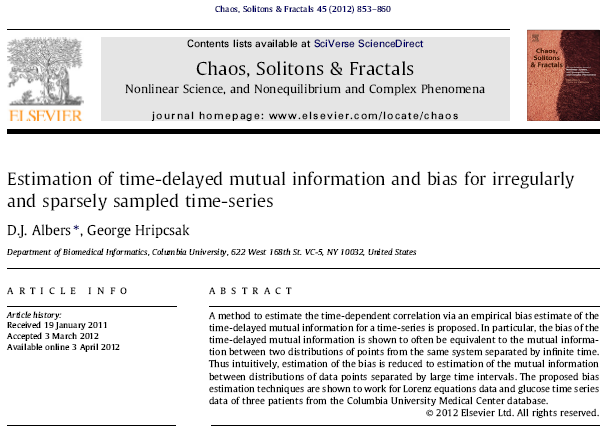 Chaos, Solitons & Fractals 45 (2012) 853–860
Contents lists available at SciVerse ScienceDirect
Chaos, Solitons & Fractals
Nonlinear Science, and Nonequilibrium and Complex Phenomena
journal homepage: www.elsevier.com/locate/chaos
ELSEVIER
Chaos,
Solitons
& Fractals
Estimation of time-delayed mutual information and bias for irregularly
and sparsely sampled time-series
D.J. Albers *, George Hripcsak
Department of Biomedical Informatics, Columbia University, 622 West 168th St. VC-5, NY 10032, United States
ARTICLE INFO
Article history:
Received 19 January 2011
Accepted 3 March 2012
Available online 3 April 2012
ABSTRACT
A method to estimate the time-dependent correlation via an empirical bias estimate of the
time-delayed mutual information for a time-series is proposed. In particular, the bias of the
time-delayed mutual information is shown to often be equivalent to the mutual informa-
tion between two distributions of points from the same system separated by infinite time.
Thus intuitively, estimation of the bias is reduced to estimation of the mutual information
between distributions of data points separated by large time intervals. The proposed bias
estimation techniques are shown to work for Lorenz equations data and glucose time series
data of three patients from the Columbia University Medical Center database.
© 2012 Elsevier Ltd. All rights reserved.